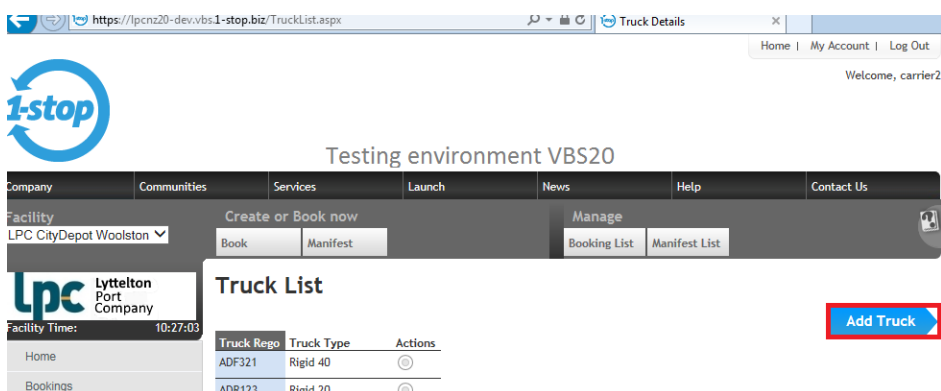 https://lpcnz20-dev.vbs.1-stop.biz/TruckList.aspx
Truck Details
Home | My Account | Log Out
Welcome, carrier2
1-stop
Testing environment VBS20
Company Communities Services Launch News Help Contact Us
Facility Create or Book now Manage
LPC CityDepot Woolston
Book Manifest Booking List Manifest List
lpc Lyttelton
Port
Company
Facility Time: 10:27:03
Truck List
Add Truck
Truck Rego Truck Type Actions
Home
ADF321 Rigid 40
Bookings
ADR123 Rigid 20